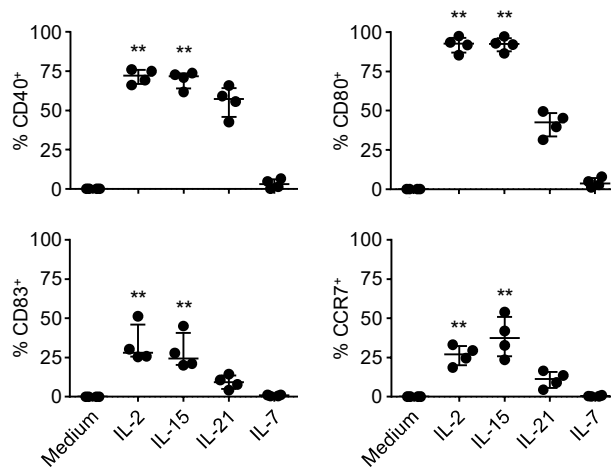 % CD40⁺
100
75
50
25
0
** **
% CD80⁺
100
75
50
25
0
** **
% CD83⁺
100
75
50
25
0
** **
Medium
IL-2
IL-15
IL-21
IL-7
% CCR7⁺
100
75
50
25
0
** **
Medium
IL-2
IL-15
IL-21
IL-7